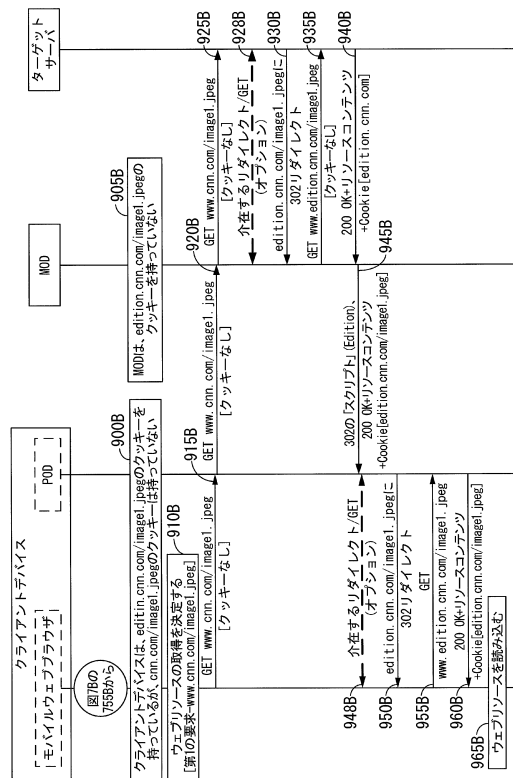 クライアントデバイス
モバイルウェブブラウザ
POD
MOD
ターゲット
サーバ
図7Bの
755Bから
900B
クライアントデバイスは、editin.cnn.com/image1.jpegのクッキーを
持っているが、cnn.com/image1.jpegのクッキーは持っていない
905B
MODは、edition.cnn.com/image1.jpegの
クッキーを持っていない
910B
ウェブリソースの取得を決定する
[第1の要求–www.cnn.com/image1.jpeg]
915B
GET www.cnn.com/image1.jpeg
[クッキーなし]
920B
GET www.cnn.com/image1.jpeg
[クッキーなし]
925B
GET www.cnn.com/image1.jpeg
[クッキーなし]
928B
介在するリダイレクト/GET
(オプション)
930B
edition.cnn.com/image1.jpegに
302リダイレクト
935B
GET www.edition.cnn.com/image1.jpeg
[クッキーなし]
940B
200 OK+リソースコンテンツ
+Cookie[edition.cnn.com]
945B
302の「スクリプト」(Edition)、
200 OK+リソースコンテンツ
+Cookie[edition.cnn.com/image1.jpeg]
948B
介在するリダイレクト/GET
(オプション)
950B
edition.cnn.com/image1.jpegに
302リダイレクト
955B
GET
www.edition.cnn.com/image1.jpeg
960B
200 OK+リソースコンテンツ
+Cookie[edition.cnn.com/image1.jpeg]
965B
ウェブリソースを読み込む